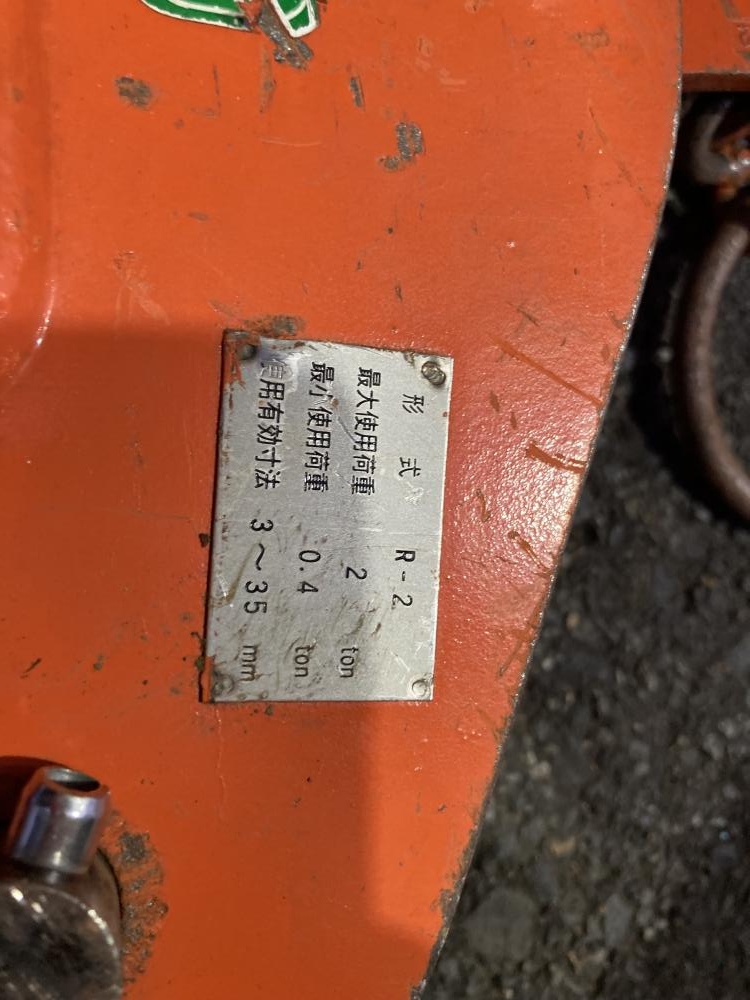 形式 R-2
最大使用荷重 2 ton
最小使用荷重 0.4 ton
使用有効寸法 3～35 mm